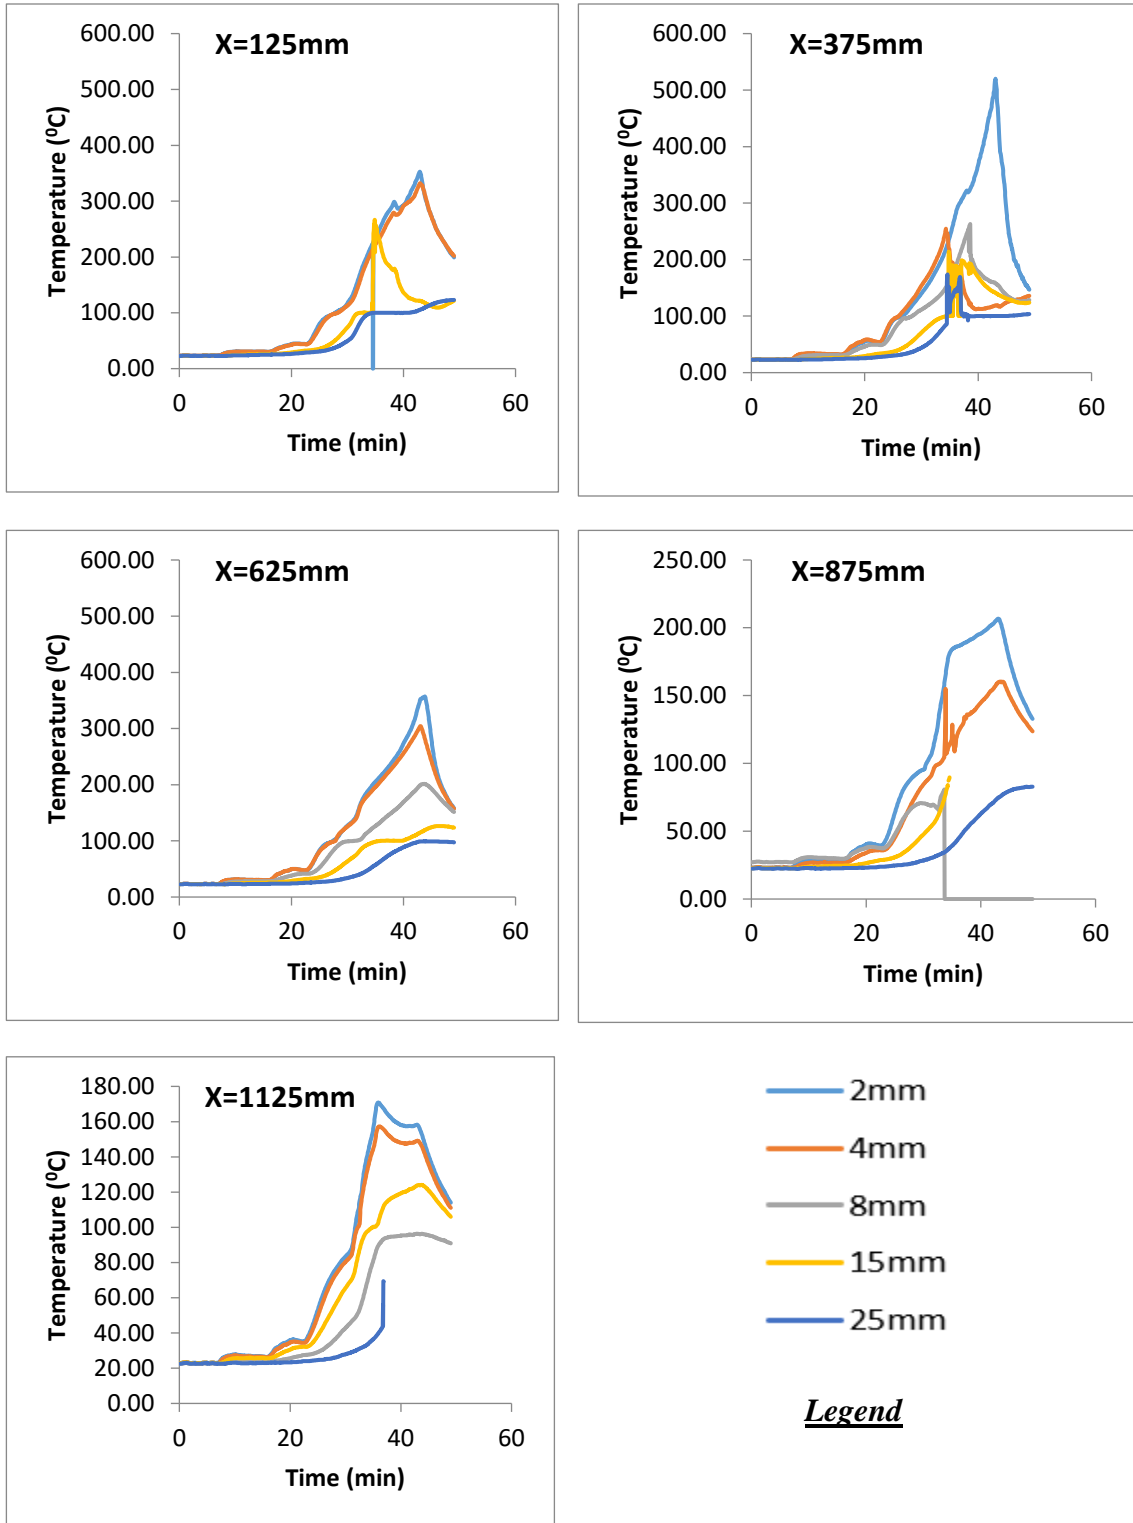 X=125mm
600.00
500.00
400.00
300.00
200.00
100.00
0.00
Temperature (⁰C)
0 20 40 60
Time (min)
X=375mm
600.00
500.00
400.00
300.00
200.00
100.00
0.00
Temperature (⁰C)
0 20 40 60
Time (min)
X=625mm
600.00
500.00
400.00
300.00
200.00
100.00
0.00
Temperature (⁰C)
0 20 40 60
Time (min)
X=875mm
250.00
200.00
150.00
100.00
50.00
0.00
Temperature (⁰C)
0 20 40 60
Time (min)
X=1125mm
180.00
160.00
140.00
120.00
100.00
80.00
60.00
40.00
20.00
0.00
Temperature (⁰C)
0 20 40 60
Time (min)
2mm
4mm
8mm
15mm
25mm
Legend